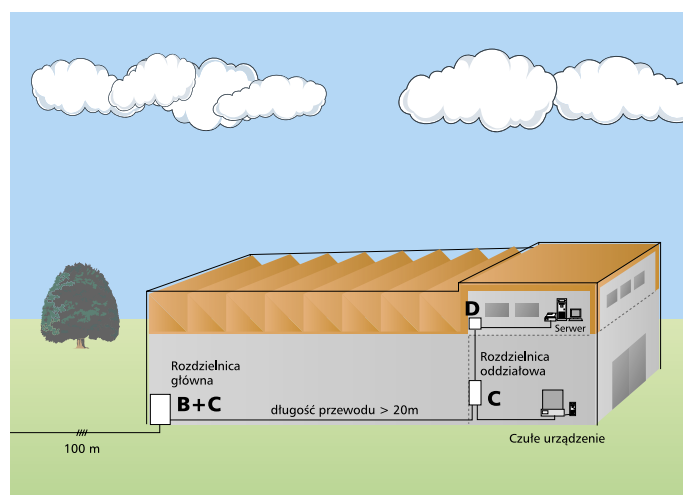 D
Serwer
Rozdzielnica
główna
Rozdzielnica
oddziałowa
B+C
C
długość przewodu > 20m
100 m
Czułe urządzenie